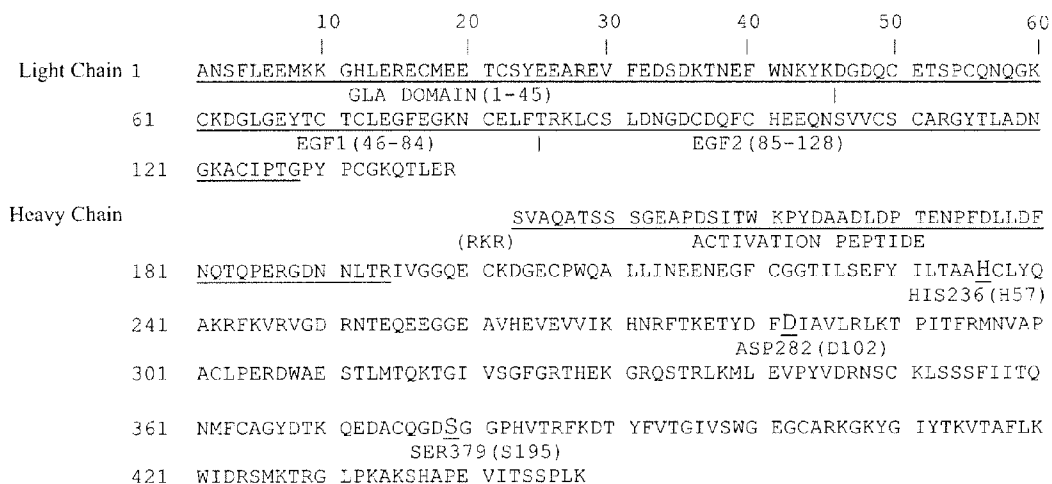 10 20 30 40 50 60
Light Chain 1 ANSFLEEMKK GHLERECMEE TCSYEEAREV FEDSDKTNEF WNKYKDGDQC ETSPCQNQGK
GLA DOMAIN(1-45)
61 CKDGLGEYTC TCLEGFEGKN CELFTRKLCS LDNGDCDQFC HEEQNSVVCS CARGYTLADN
EGF1(46-84) EGF2(85-128)
121 GKACIPTGPY PCGKQTLER
Heavy Chain SVAQATSS SGEAPDSITW KPYDAADLDP TENPFDLLDF
(RKR) ACTIVATION PEPTIDE
181 NQTQPERGDN NLTRIVGGQE CKDGECPWQA LLINEENEGF CGGTILSEFY ILTAAHCLYQ
HIS236(H57)
241 AKRFKVRVGD RNTEQEEGGE AVHEVEVVIK HNRFTKETYD FDIAVLRLKT PITFRMNVAP
ASP282(D102)
301 ACLPERDWAE STLMTQKTGI VSGFGRTHEK GRQSTRLKML EVPYVDRNSC KLSSSFIITQ
361 NMFCAGYDTK QEDACQGDSG GPHVTRFKDT YFVTGIVSWG EGCARKGKYG IYTKVTAFLK
SER379(S195)
421 WIDRSMKTRG LPKAKSHAPE VITSSPLK